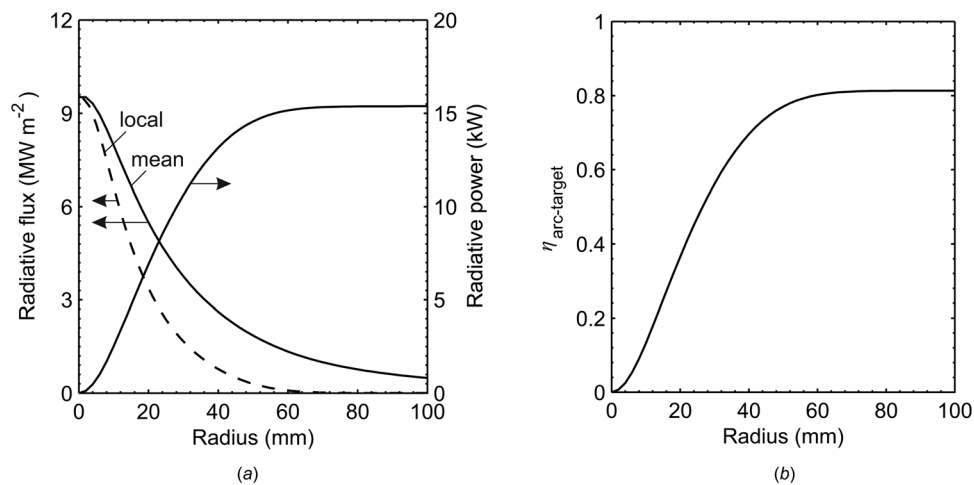 12
9
6
3
0
Radiative flux (MW m⁻²)
local
mean
20
15
10
5
0
Radiative power (kW)
0 20 40 60 80 100
Radius (mm)
(a)
1
0.8
0.6
0.4
0.2
0
η arc-target
0 20 40 60 80 100
Radius (mm)
(b)